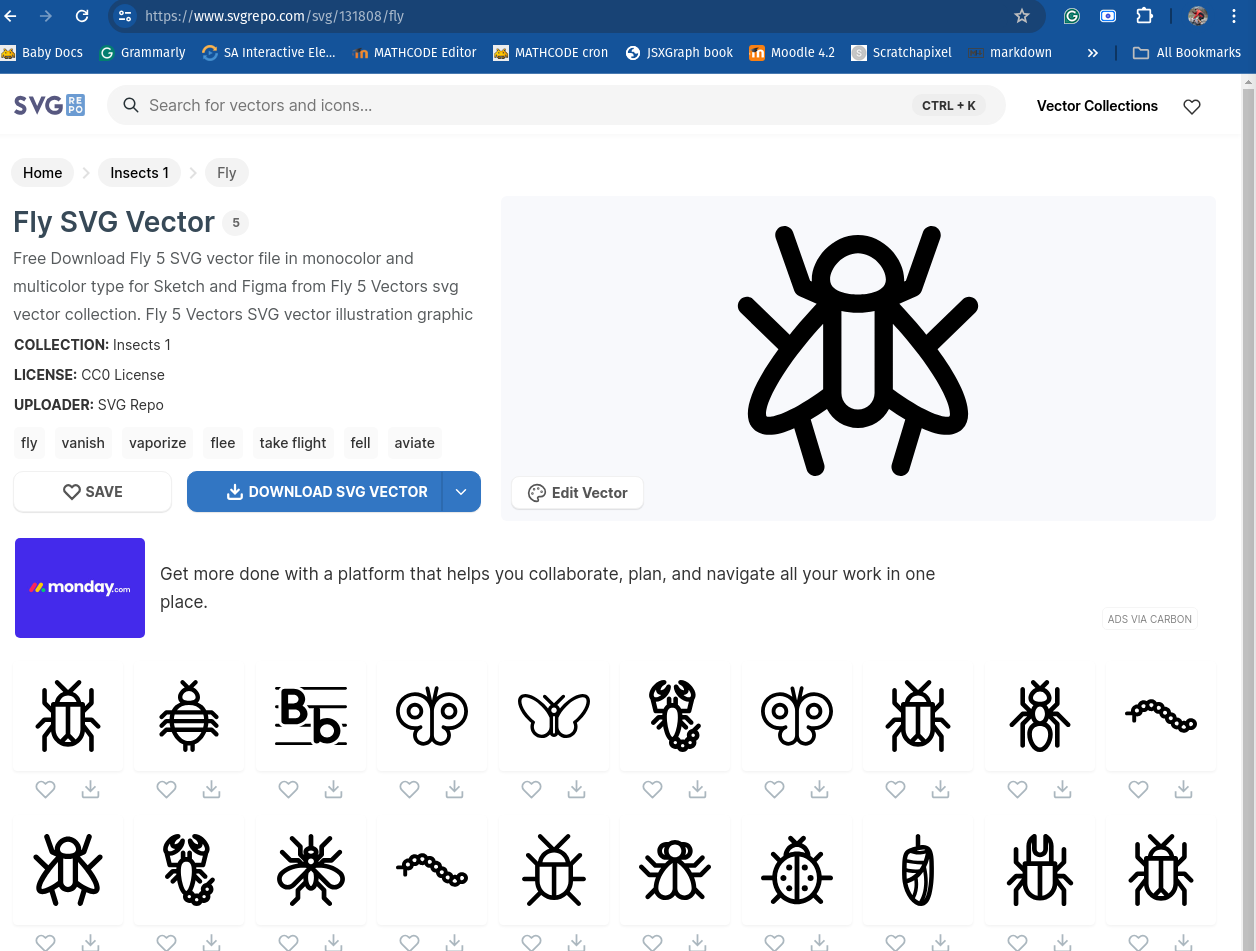 https://www.svgrepo.com/svg/131808/fly
Baby Docs Grammarly SA Interactive Ele... MATHCODE Editor MATHCODE cron JSXGraph book Moodle 4.2 Scratchapixel markdown » All Bookmarks
SVG RE PO Search for vectors and icons... CTRL + K Vector Collections
Home Insects 1 Fly
Fly SVG Vector 5
Free Download Fly 5 SVG vector file in monocolor and
multicolor type for Sketch and Figma from Fly 5 Vectors svg
vector collection. Fly 5 Vectors SVG vector illustration graphic
COLLECTION: Insects 1
LICENSE: CC0 License
UPLOADER: SVG Repo
fly vanish vaporize flee take flight fell aviate
SAVE DOWNLOAD SVG VECTOR Edit Vector
monday.com
Get more done with a platform that helps you collaborate, plan, and navigate all your work in one
place.
ADS VIA CARBON
Bb